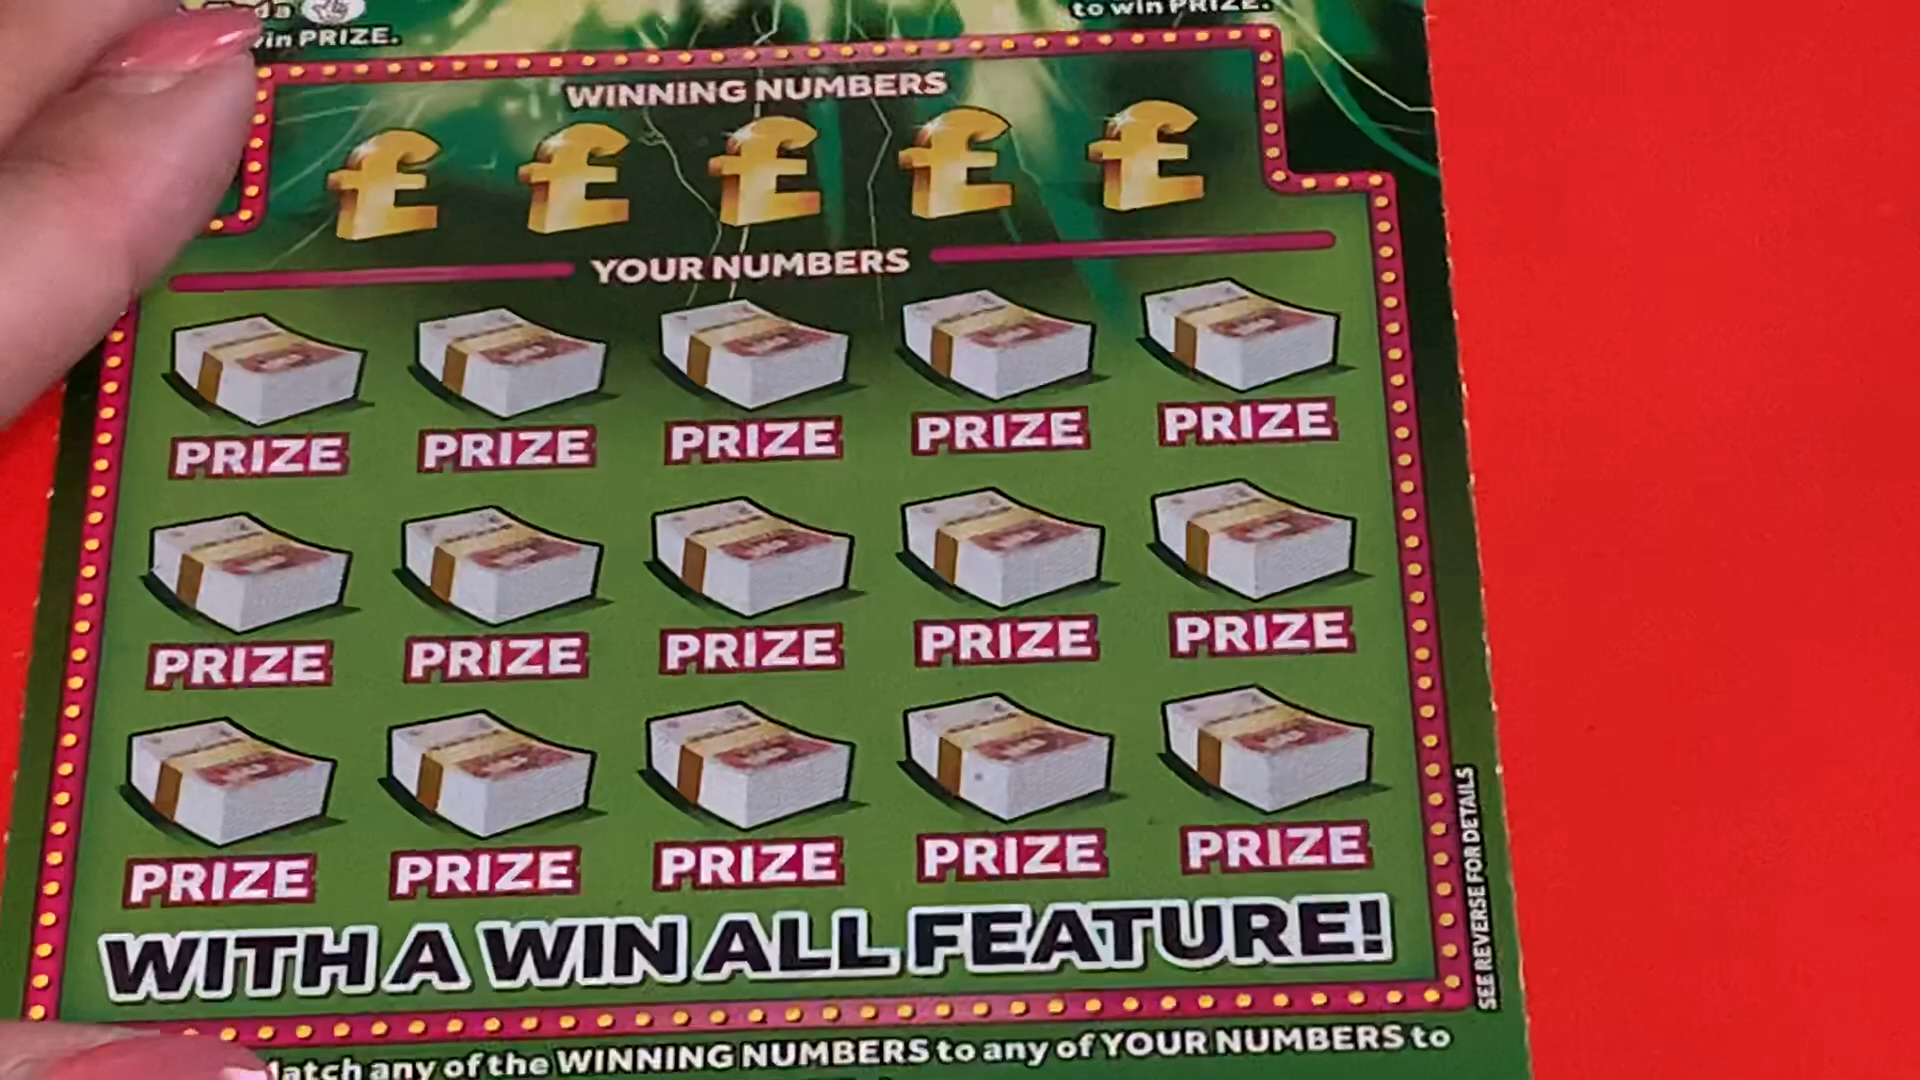 a
in PRIZE.
to win PRIZE.
WINNING NUMBERS
£ £ £ £ £
YOUR NUMBERS
PRIZE PRIZE PRIZE PRIZE PRIZE
PRIZE PRIZE PRIZE PRIZE PRIZE
PRIZE PRIZE PRIZE PRIZE PRIZE
WITH A WIN ALL FEATURE!
SEE REVERSE FOR DETAILS
Match any of the WINNING NUMBERS to any of YOUR NUMBERS to